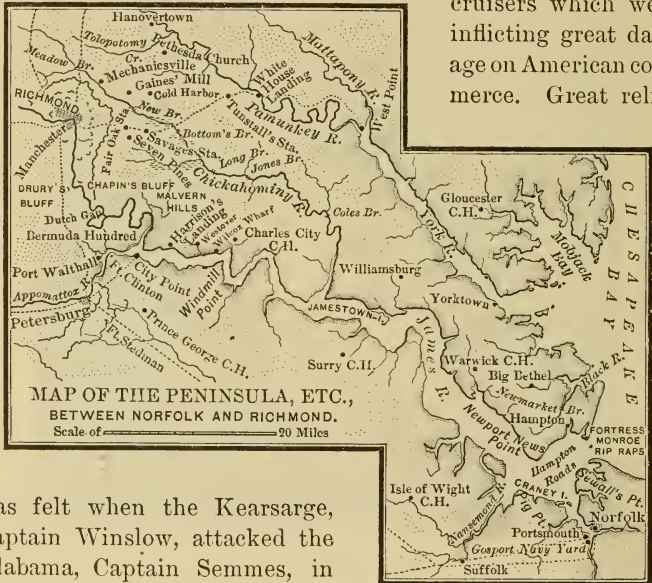 cruisers which we
inflicting great da
age on American co
merce. Great reli
Hanovertown
Tolopotomy Cr.
Bethesda Church
Mattapony R.
Meadow Br.
Mechanicsville
Gaines' Mill
Cold Harbor
White House Landing
West Point
RICHMOND
New Br.
Tunstall's Sta.
Pamunkey R.
Manchester
Fair Oak Sta.
Bottom's Br.
Savages Sta.
Seven Pines
Long Br.
Jones Br.
Chickahominy R.
DRURY'S BLUFF
CHAPIN'S BLUFF
MALVERN HILLS
Gloucester C.H.
CHESAPEAKE BAY
Mobjack Bay
York R.
Dutch Gap
Harrison's Landing
Westover
Wilcox Wharf
Coles Br.
Bermuda Hundred
Charles City C.H.
Port Walthall
City Point
Ft. Clinton
Windmill Point
Williamsburg
Appomattox R.
Yorktown
Petersburg
JAMESTOWN I.
Ft. Stedman
Prince George C.H.
James R.
Surry C.H.
Warwick C.H.
Big Bethel
Black R.
MAP OF THE PENINSULA, ETC.,
BETWEEN NORFOLK AND RICHMOND.
Scale of 20 Miles
Newmarket Br.
Hampton
Newport News Point
FORTRESS MONROE
RIP RAPS
Hampton Roads
Sewall's Pt.
CRANEY I.
Isle of Wight C.H.
Nansemond R.
Pig Pt.
Norfolk
Portsmouth
Gosport Navy Yard
Suffolk
as felt when the Kearsarge,
aptain Winslow, attacked the
labama, Captain Semmes, in